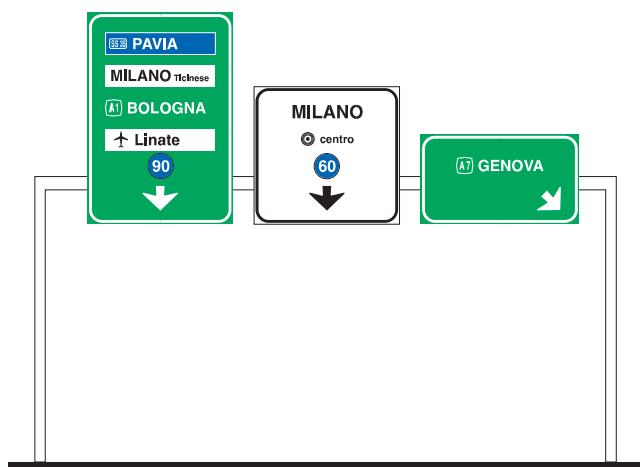 SS.35 PAVIA
MILANO Ticinese
A1 BOLOGNA
Linate
90
MILANO
centro
60
A7 GENOVA